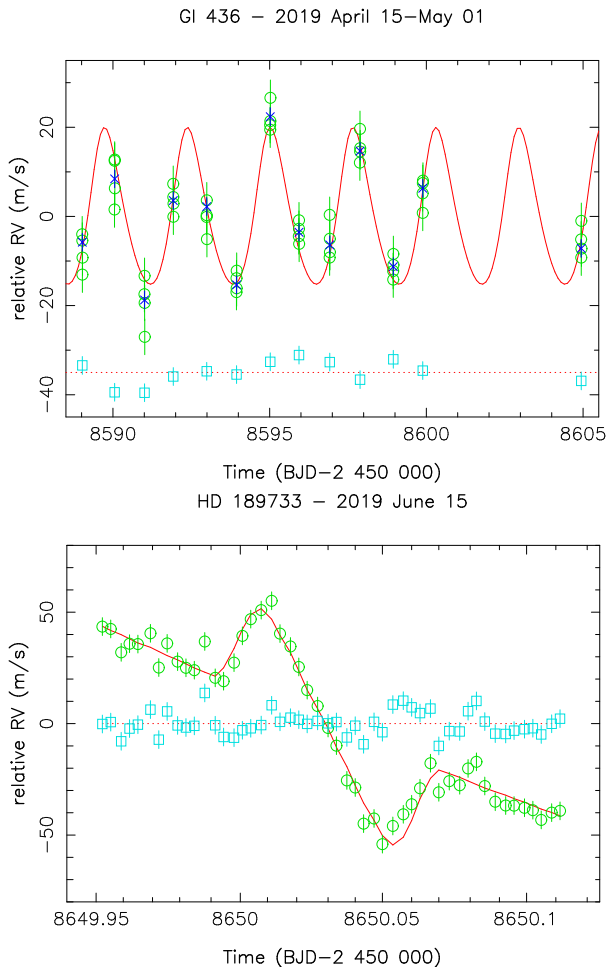 Gl 436 – 2019 April 15–May 01
relative RV (m/s)
20
0
−20
−40
8590
8595
8600
8605
Time (BJD–2 450 000)
HD 189733 – 2019 June 15
relative RV (m/s)
50
0
−50
8649.95
8650
8650.05
8650.1
Time (BJD–2 450 000)